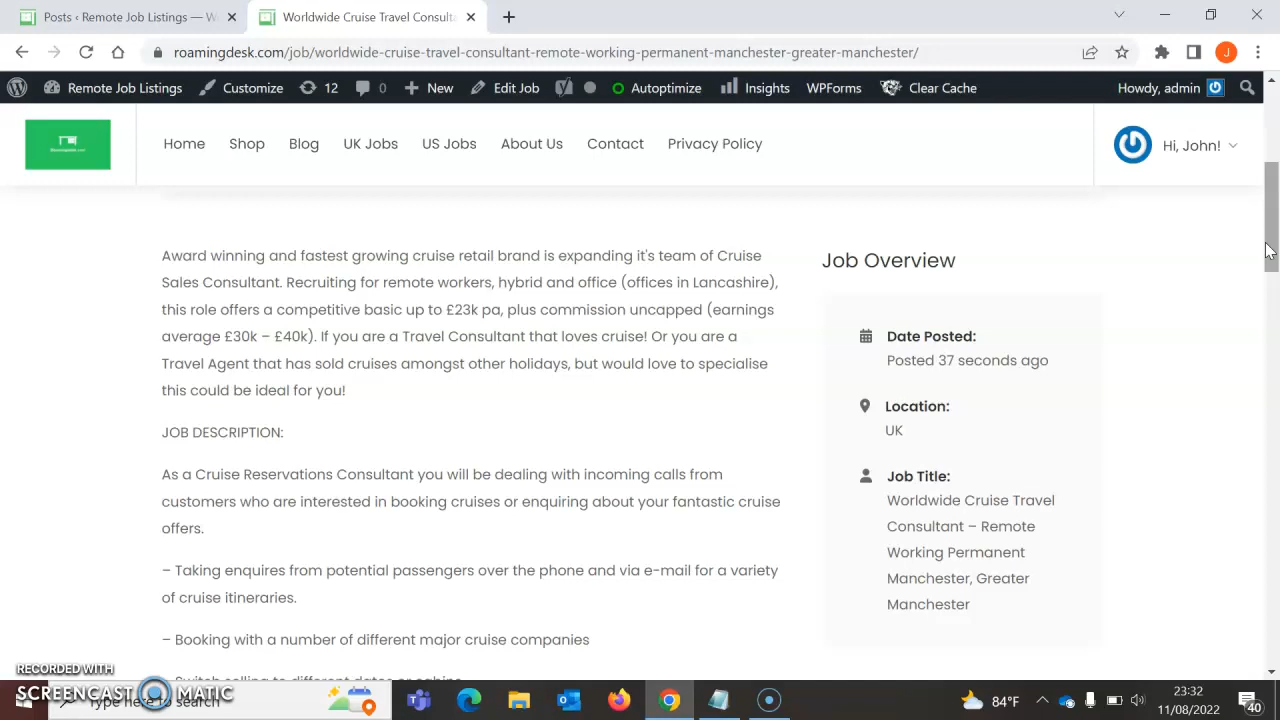 Posts ‹ Remote Job Listings — W
Worldwide Cruise Travel Consult
roamingdesk.com/job/worldwide-cruise-travel-consultant-remote-working-permanent-manchester-greater-manchester/
J
Remote Job Listings
Customize
12
0
New
Edit Job
Autoptimize
Insights
WPForms
Clear Cache
Howdy, admin
Home
Shop
Blog
UK Jobs
US Jobs
About Us
Contact
Privacy Policy
Hi, John!
Award winning and fastest growing cruise retail brand is expanding it's team of Cruise
Sales Consultant. Recruiting for remote workers, hybrid and office (offices in Lancashire),
this role offers a competitive basic up to £23k pa, plus commission uncapped (earnings
average £30k – £40k). If you are a Travel Consultant that loves cruise! Or you are a
Travel Agent that has sold cruises amongst other holidays, but would love to specialise
this could be ideal for you!
JOB DESCRIPTION:
As a Cruise Reservations Consultant you will be dealing with incoming calls from
customers who are interested in booking cruises or enquiring about your fantastic cruise
offers.
– Taking enquires from potential passengers over the phone and via e-mail for a variety
of cruise itineraries.
– Booking with a number of different major cruise companies
– Switch selling to different dates or cabins
Job Overview
Date Posted:
Posted 37 seconds ago
Location:
UK
Job Title:
Worldwide Cruise Travel
Consultant – Remote
Working Permanent
Manchester, Greater
Manchester
RECORDED WITH
SCREENCAST MATIC
Type here to search
84°F
23:32
11/08/2022
40